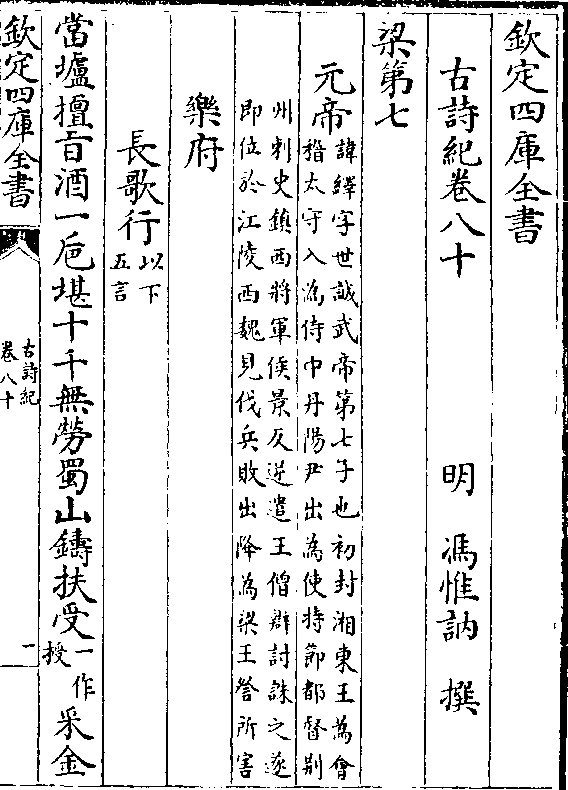 欽定四庫全書
古詩紀卷八十
明 馮惟訥 撰
梁第七
元帝
諱繹字世誠武帝第七子也初封湘東王為會
稽太守入為侍中丹陽尹出為使持節都督荆
州刺史鎮西將軍侯景反逆遣王僧辯討誅之遂
即位於江陵西魏見伐兵敗出降為梁王詧所害
樂府
長歌行
以下
五言
當壚擅旨酒一巵堪十千無勞蜀山鑄扶受
一作
授
采金
欽定四庫全書
古詩紀
卷八十
一